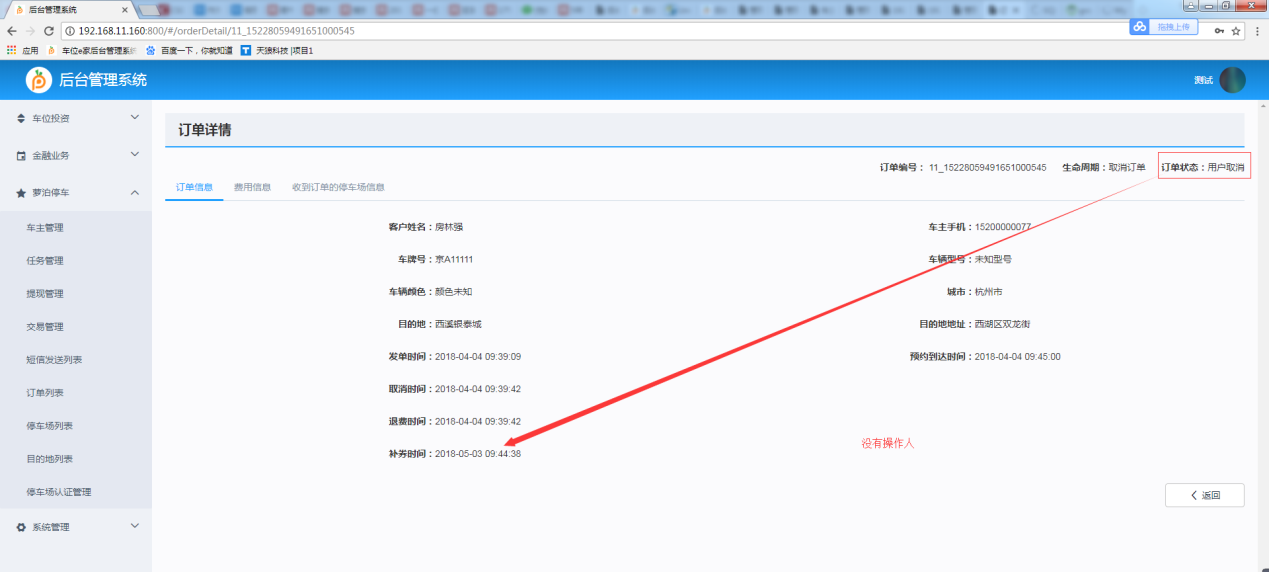 后台管理系统
192.168.11.160:800/#/orderDetail/11_15228059491651000545
拖拽上传
应用 车位e家后台管理系统 百度一下，你就知道 天狼科技 |项目1
后台管理系统
测试
车位投资
金融业务
萝泊停车
车主管理
任务管理
提现管理
交易管理
短信发送列表
订单列表
停车场列表
目的地列表
停车场认证管理
系统管理
订单详情
订单编号： 11_15228059491651000545 生命周期：取消订单 订单状态：用户取消
订单信息 费用信息 收到订单的停车场信息
客户姓名：房林强 车主手机：15200000077
车牌号：京A11111 车辆型号：未知型号
车辆颜色：颜色未知 城市：杭州市
目的地：西溪银泰城 目的地地址：西湖区双龙街
发单时间：2018-04-04 09:39:09 预约到达时间：2018-04-04 09:45:00
取消时间：2018-04-04 09:39:42
退费时间：2018-04-04 09:39:42
没有操作人
补券时间：2018-05-03 09:44:38
返回